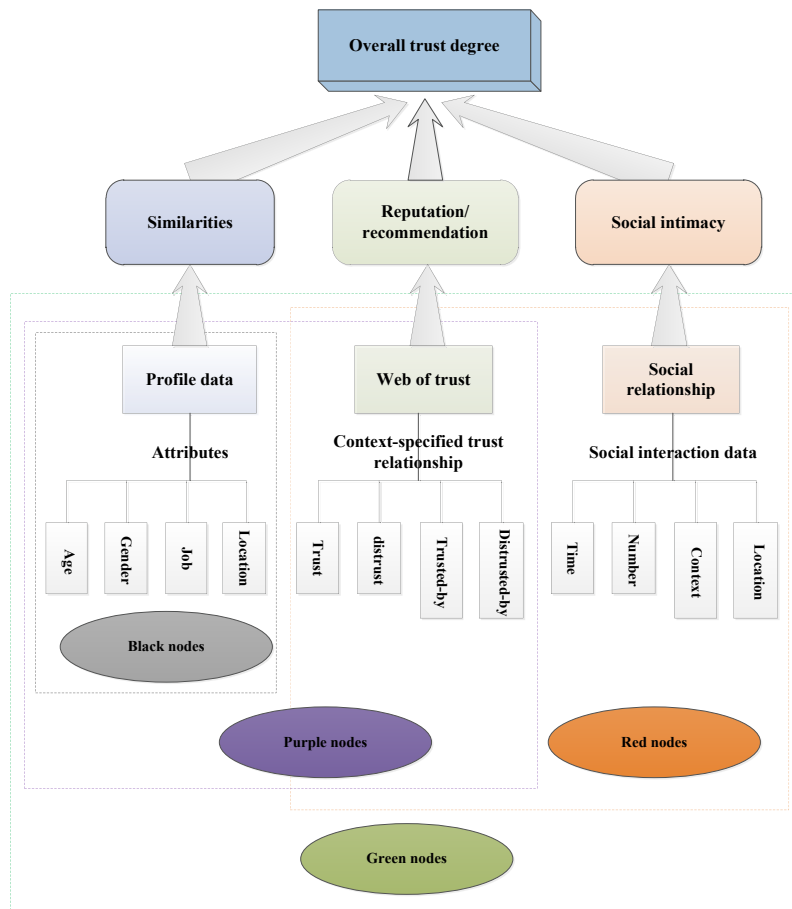 Overall trust degree
Similarities
Reputation/
recommendation
Social intimacy
Profile data
Web of trust
Social
relationship
Attributes
Context-specified trust
relationship
Social interaction data
Age
Gender
Job
Location
Trust
distrust
Trusted-by
Distrusted-by
Time
Number
Context
Location
Black nodes
Purple nodes
Red nodes
Green nodes